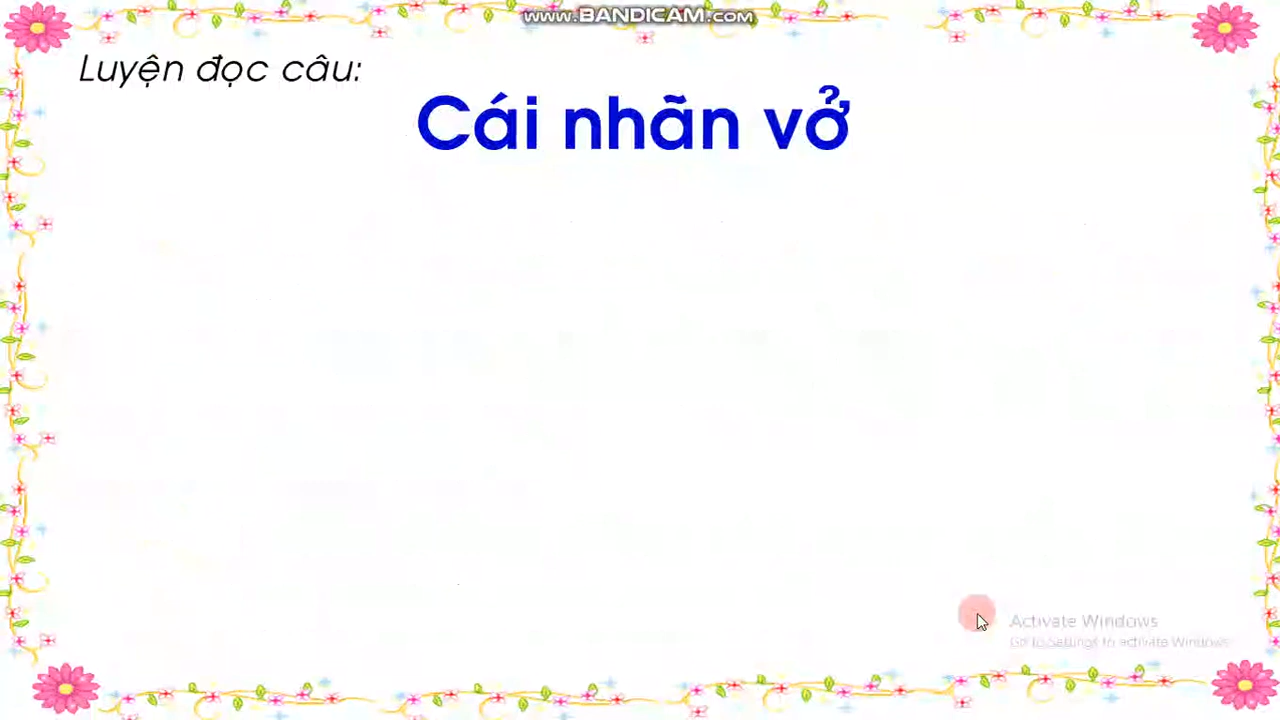 www.BANDICAM.com
Luyện đọc câu:
Cái nhãn vở
Activate Windows
Go to Settings to activate Windows.